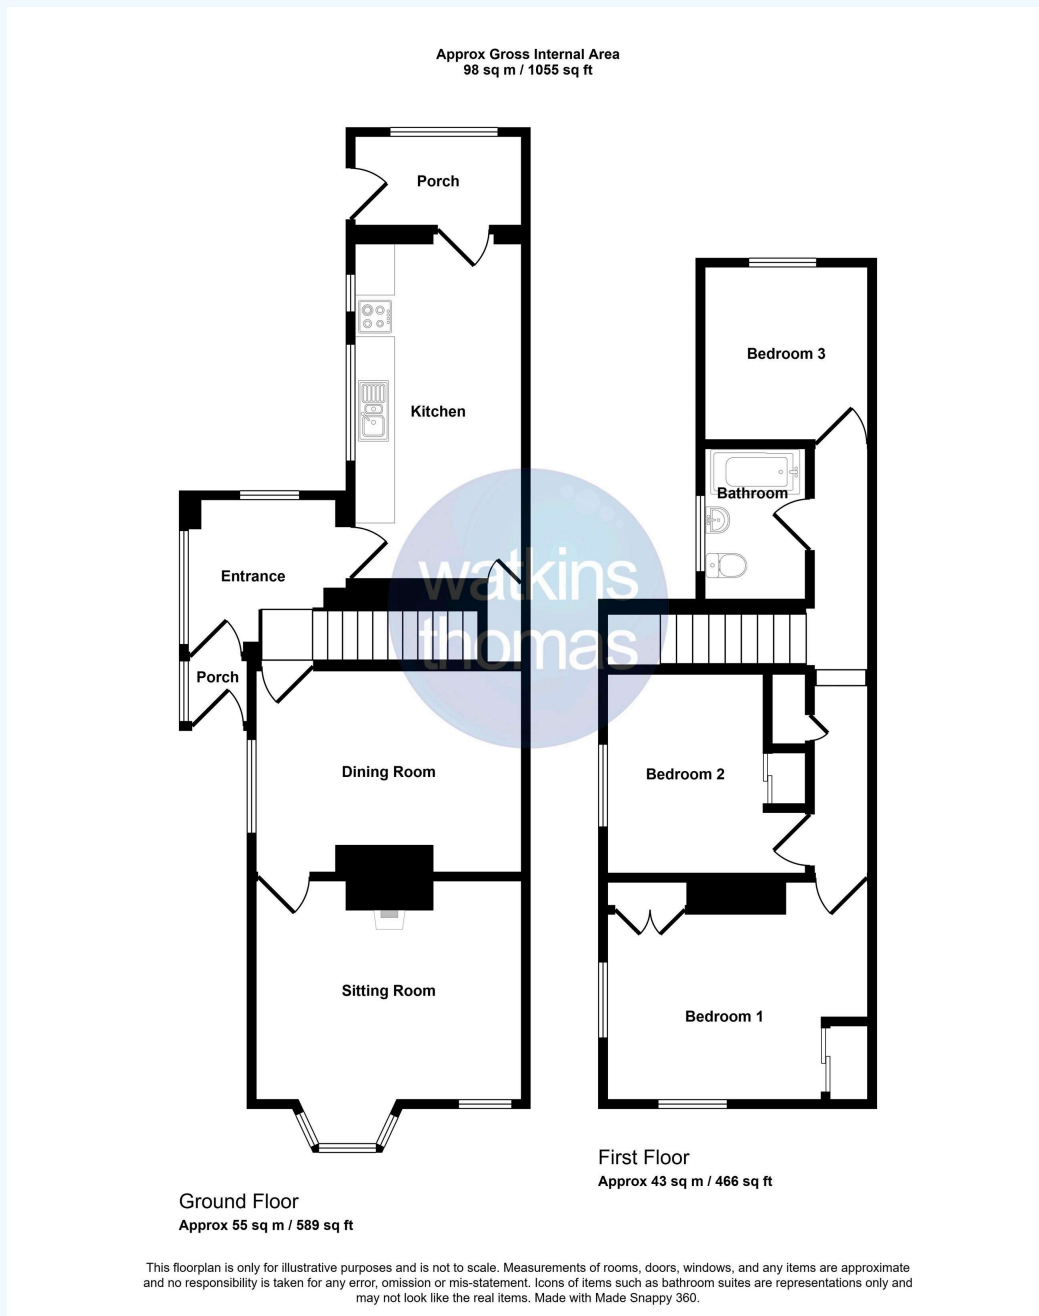 Approx Gross Internal Area
98 sq m / 1055 sq ft
Porch
Bedroom 3
Kitchen
Bathroom
Entrance
watkins
thomas
Porch
Dining Room
Bedroom 2
Sitting Room
Bedroom 1
First Floor
Approx 43 sq m / 466 sq ft
Ground Floor
Approx 55 sq m / 589 sq ft
This floorplan is only for illustrative purposes and is not to scale. Measurements of rooms, doors, windows, and any items are approximate
and no responsibility is taken for any error, omission or mis-statement. Icons of items such as bathroom suites are representations only and
may not look like the real items. Made with Made Snappy 360.